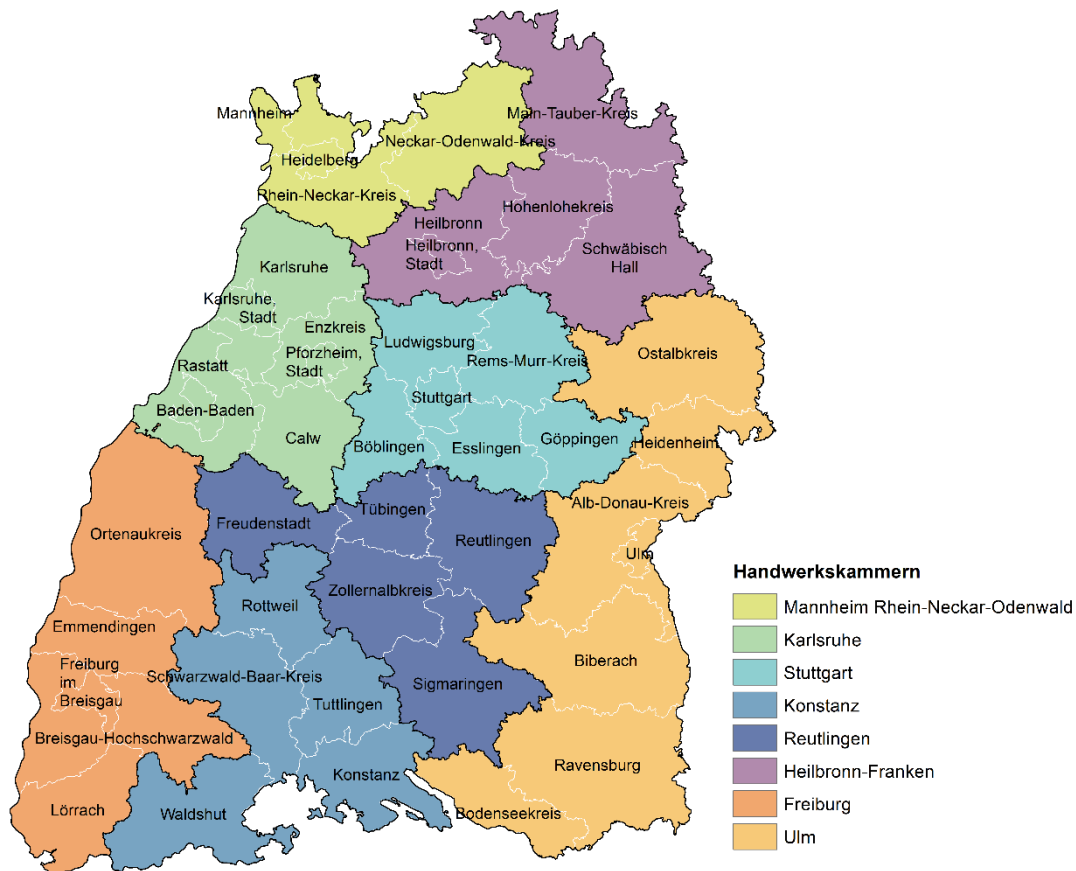 Main-Tauber-Kreis
Mannheim
Neckar-Odenwald-Kreis
Heidelberg
Rhein-Neckar-Kreis
Hohenlohekreis
Heilbronn
Heilbronn,
Stadt
Schwäbisch
Hall
Karlsruhe
Karlsruhe,
Stadt
Enzkreis
Ludwigsburg
Rems-Murr-Kreis
Ostalbkreis
Pforzheim,
Stadt
Rastatt
Stuttgart
Baden-Baden
Calw
Böblingen
Esslingen
Göppingen
Heidenheim
Alb-Donau-Kreis
Tübingen
Freudenstadt
Ortenaukreis
Reutlingen
Ulm
Zollernalbkreis
Rottweil
Emmendingen
Freiburg
im
Breisgau
Schwarzwald-Baar-Kreis
Biberach
Sigmaringen
Tuttlingen
Breisgau-Hochschwarzwald
Ravensburg
Konstanz
Lörrach
Waldshut
Bodenseekreis
Handwerkskammern
Mannheim Rhein-Neckar-Odenwald
Karlsruhe
Stuttgart
Konstanz
Reutlingen
Heilbronn-Franken
Freiburg
Ulm